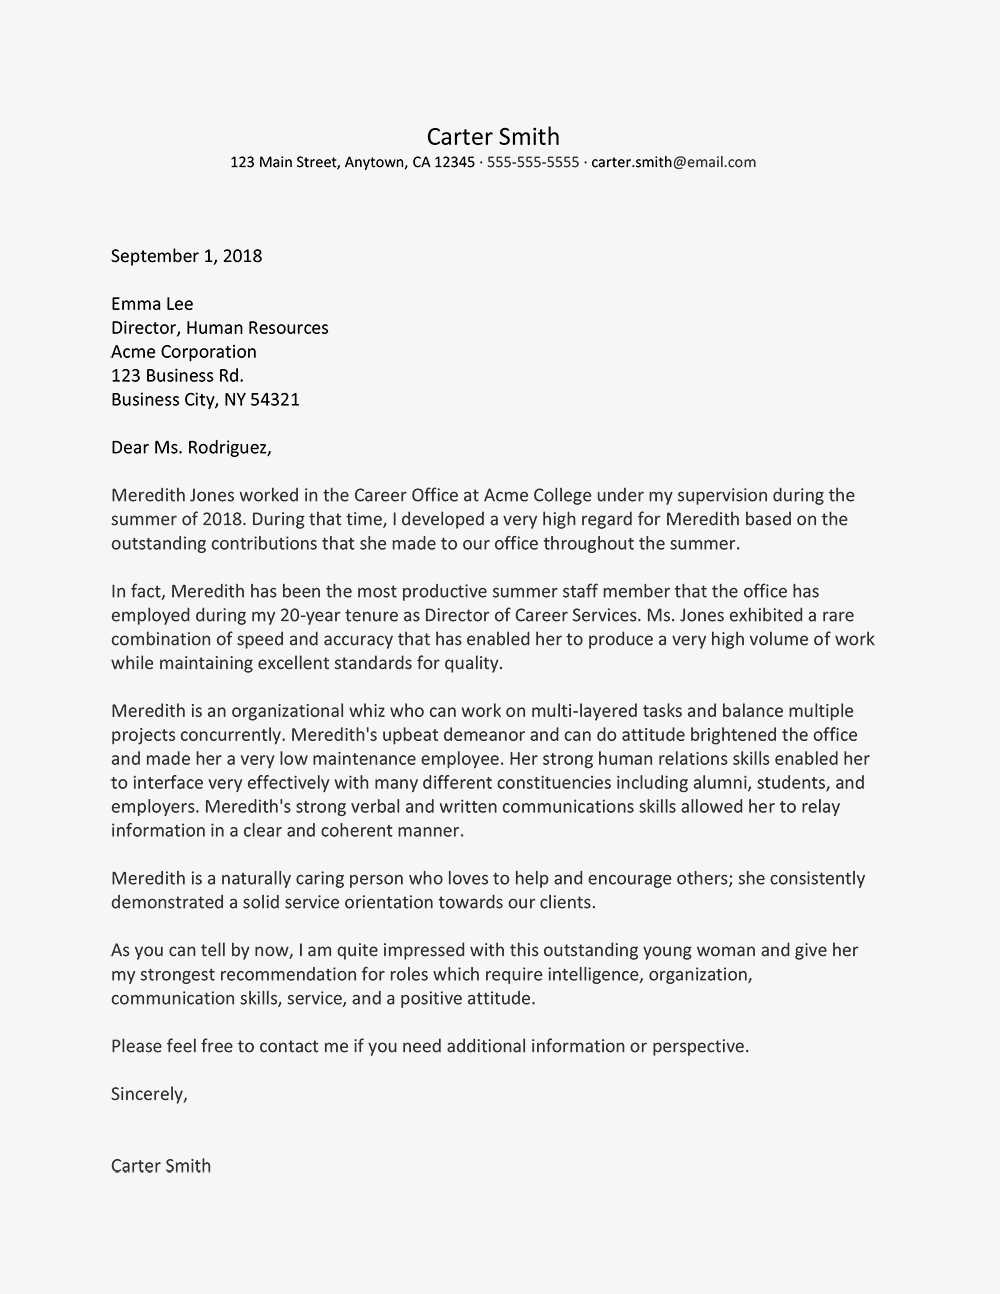 Carter Smith
123 Main Street, Anytown, CA 12345 · 555-555-5555 · carter.smith@email.com
September 1, 2018
Emma Lee
Director, Human Resources
Acme Corporation
123 Business Rd.
Business City, NY 54321
Dear Ms. Rodriguez,
Meredith Jones worked in the Career Office at Acme College under my supervision during the
summer of 2018. During that time, I developed a very high regard for Meredith based on the
outstanding contributions that she made to our office throughout the summer.
In fact, Meredith has been the most productive summer staff member that the office has
employed during my 20-year tenure as Director of Career Services. Ms. Jones exhibited a rare
combination of speed and accuracy that has enabled her to produce a very high volume of work
while maintaining excellent standards for quality.
Meredith is an organizational whiz who can work on multi-layered tasks and balance multiple
projects concurrently. Meredith's upbeat demeanor and can do attitude brightened the office
and made her a very low maintenance employee. Her strong human relations skills enabled her
to interface very effectively with many different constituencies including alumni, students, and
employers. Meredith's strong verbal and written communications skills allowed her to relay
information in a clear and coherent manner.
Meredith is a naturally caring person who loves to help and encourage others; she consistently
demonstrated a solid service orientation towards our clients.
As you can tell by now, I am quite impressed with this outstanding young woman and give her
my strongest recommendation for roles which require intelligence, organization,
communication skills, service, and a positive attitude.
Please feel free to contact me if you need additional information or perspective.
Sincerely,
Carter Smith